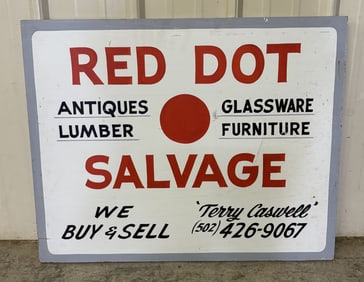 RED DOT
ANTIQUES GLASSWARE
LUMBER FURNITURE
SALVAGE
WE "Terry Caswell"
BUY & SELL (502) 426-9067